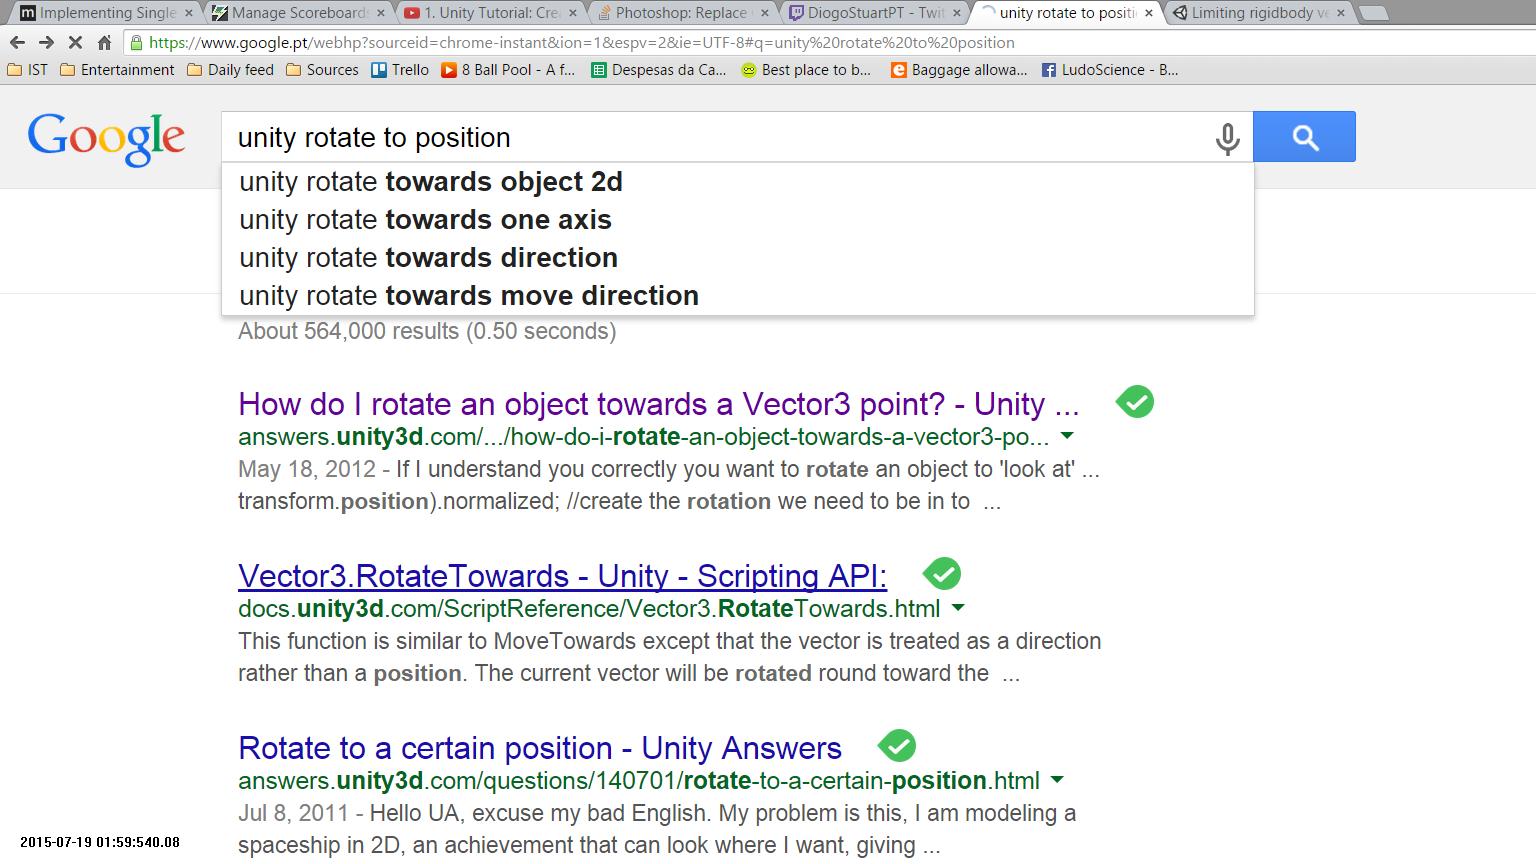 Implementing Single
Manage Scoreboards
1. Unity Tutorial: Cre
Photoshop: Replace
DiogoStuartPT - Twit
unity rotate to positi
Limiting rigidbody ve
https://www.google.pt/webhp?sourceid=chrome-instant&ion=1&espv=2&ie=UTF-8#q=unity%20rotate%20to%20position
IST Entertainment Daily feed Sources Trello 8 Ball Pool - A f... Despesas da Ca... Best place to b... Baggage allowa... LudoScience - B...
Google
unity rotate to position
unity rotate towards object 2d
unity rotate towards one axis
unity rotate towards direction
unity rotate towards move direction
About 564,000 results (0.50 seconds)
How do I rotate an object towards a Vector3 point? - Unity ...
answers.unity3d.com/.../how-do-i-rotate-an-object-towards-a-vector3-po...
May 18, 2012 - If I understand you correctly you want to rotate an object to 'look at' ...
transform.position).normalized; //create the rotation we need to be in to ...
Vector3.RotateTowards - Unity - Scripting API:
docs.unity3d.com/ScriptReference/Vector3.RotateTowards.html
This function is similar to MoveTowards except that the vector is treated as a direction
rather than a position. The current vector will be rotated round toward the ...
Rotate to a certain position - Unity Answers
answers.unity3d.com/questions/140701/rotate-to-a-certain-position.html
Jul 8, 2011 - Hello UA, excuse my bad English. My problem is this, I am modeling a
spaceship in 2D, an achievement that can look where I want, giving ...
2015-07-19 01:59:540.08